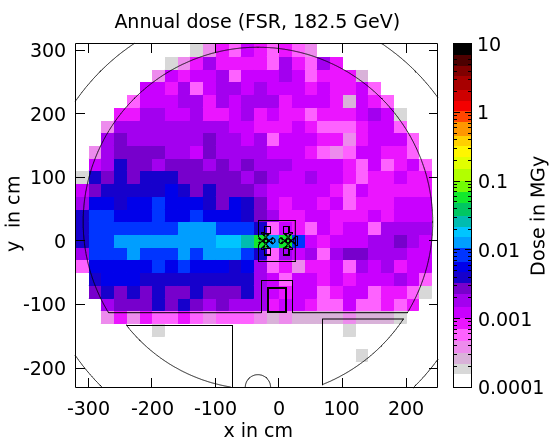 Annual dose (FSR, 182.5 GeV)
300
200
100
0
-100
-200
y in cm
-300 -200 -100 0 100 200
x in cm
10
1
0.1
0.01
0.001
0.0001
Dose in MGy